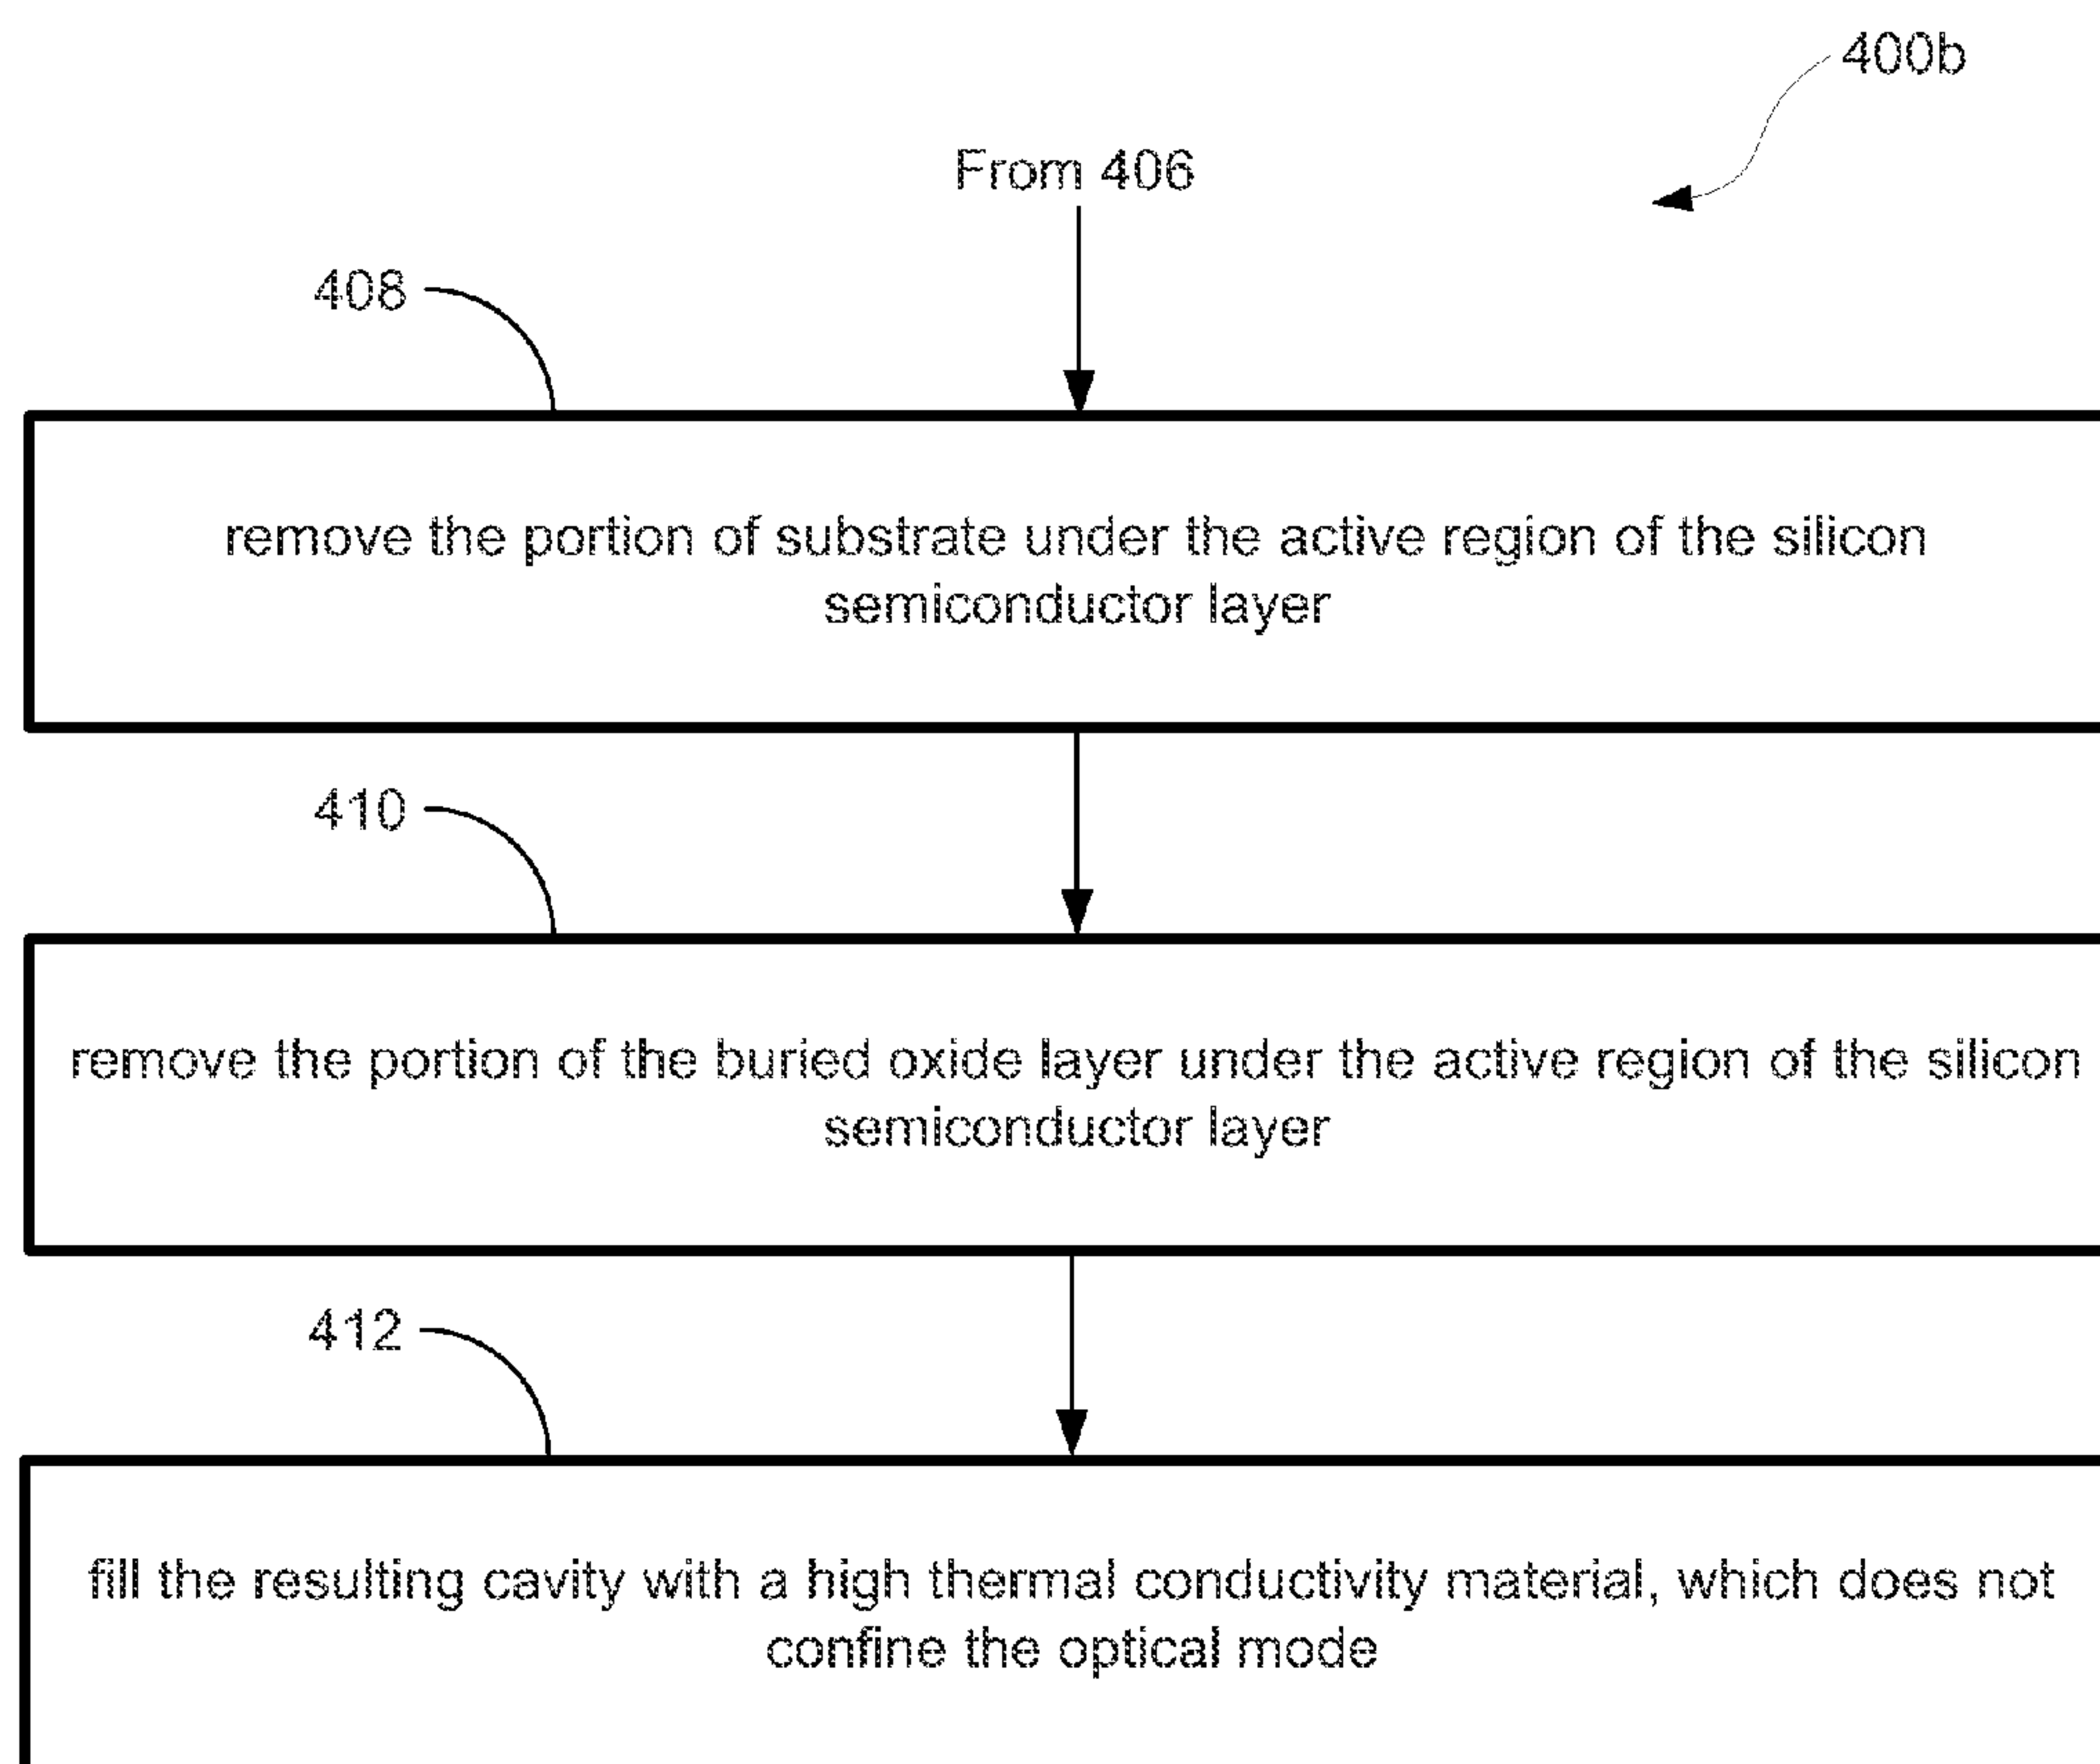 400b
From 406
408
remove the portion of substrate under the active region of the silicon
semiconductor layer
410
remove the portion of the buried oxide layer under the active region of the silicon
semiconductor layer
412
fill the resulting cavity with a high thermal conductivity material, which does not
confine the optical mode